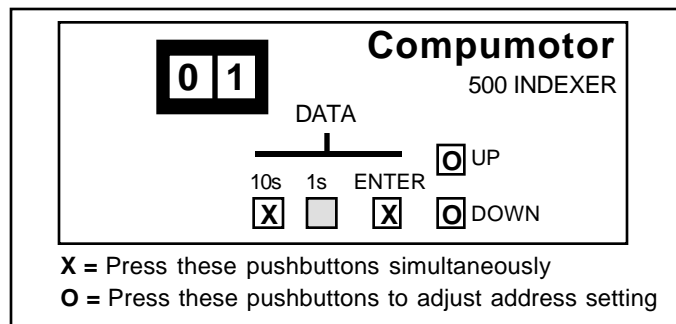 Compumotor
0 1
500 INDEXER
DATA
O UP
10s 1s ENTER
X X O DOWN
X = Press these pushbuttons simultaneously
O = Press these pushbuttons to adjust address setting